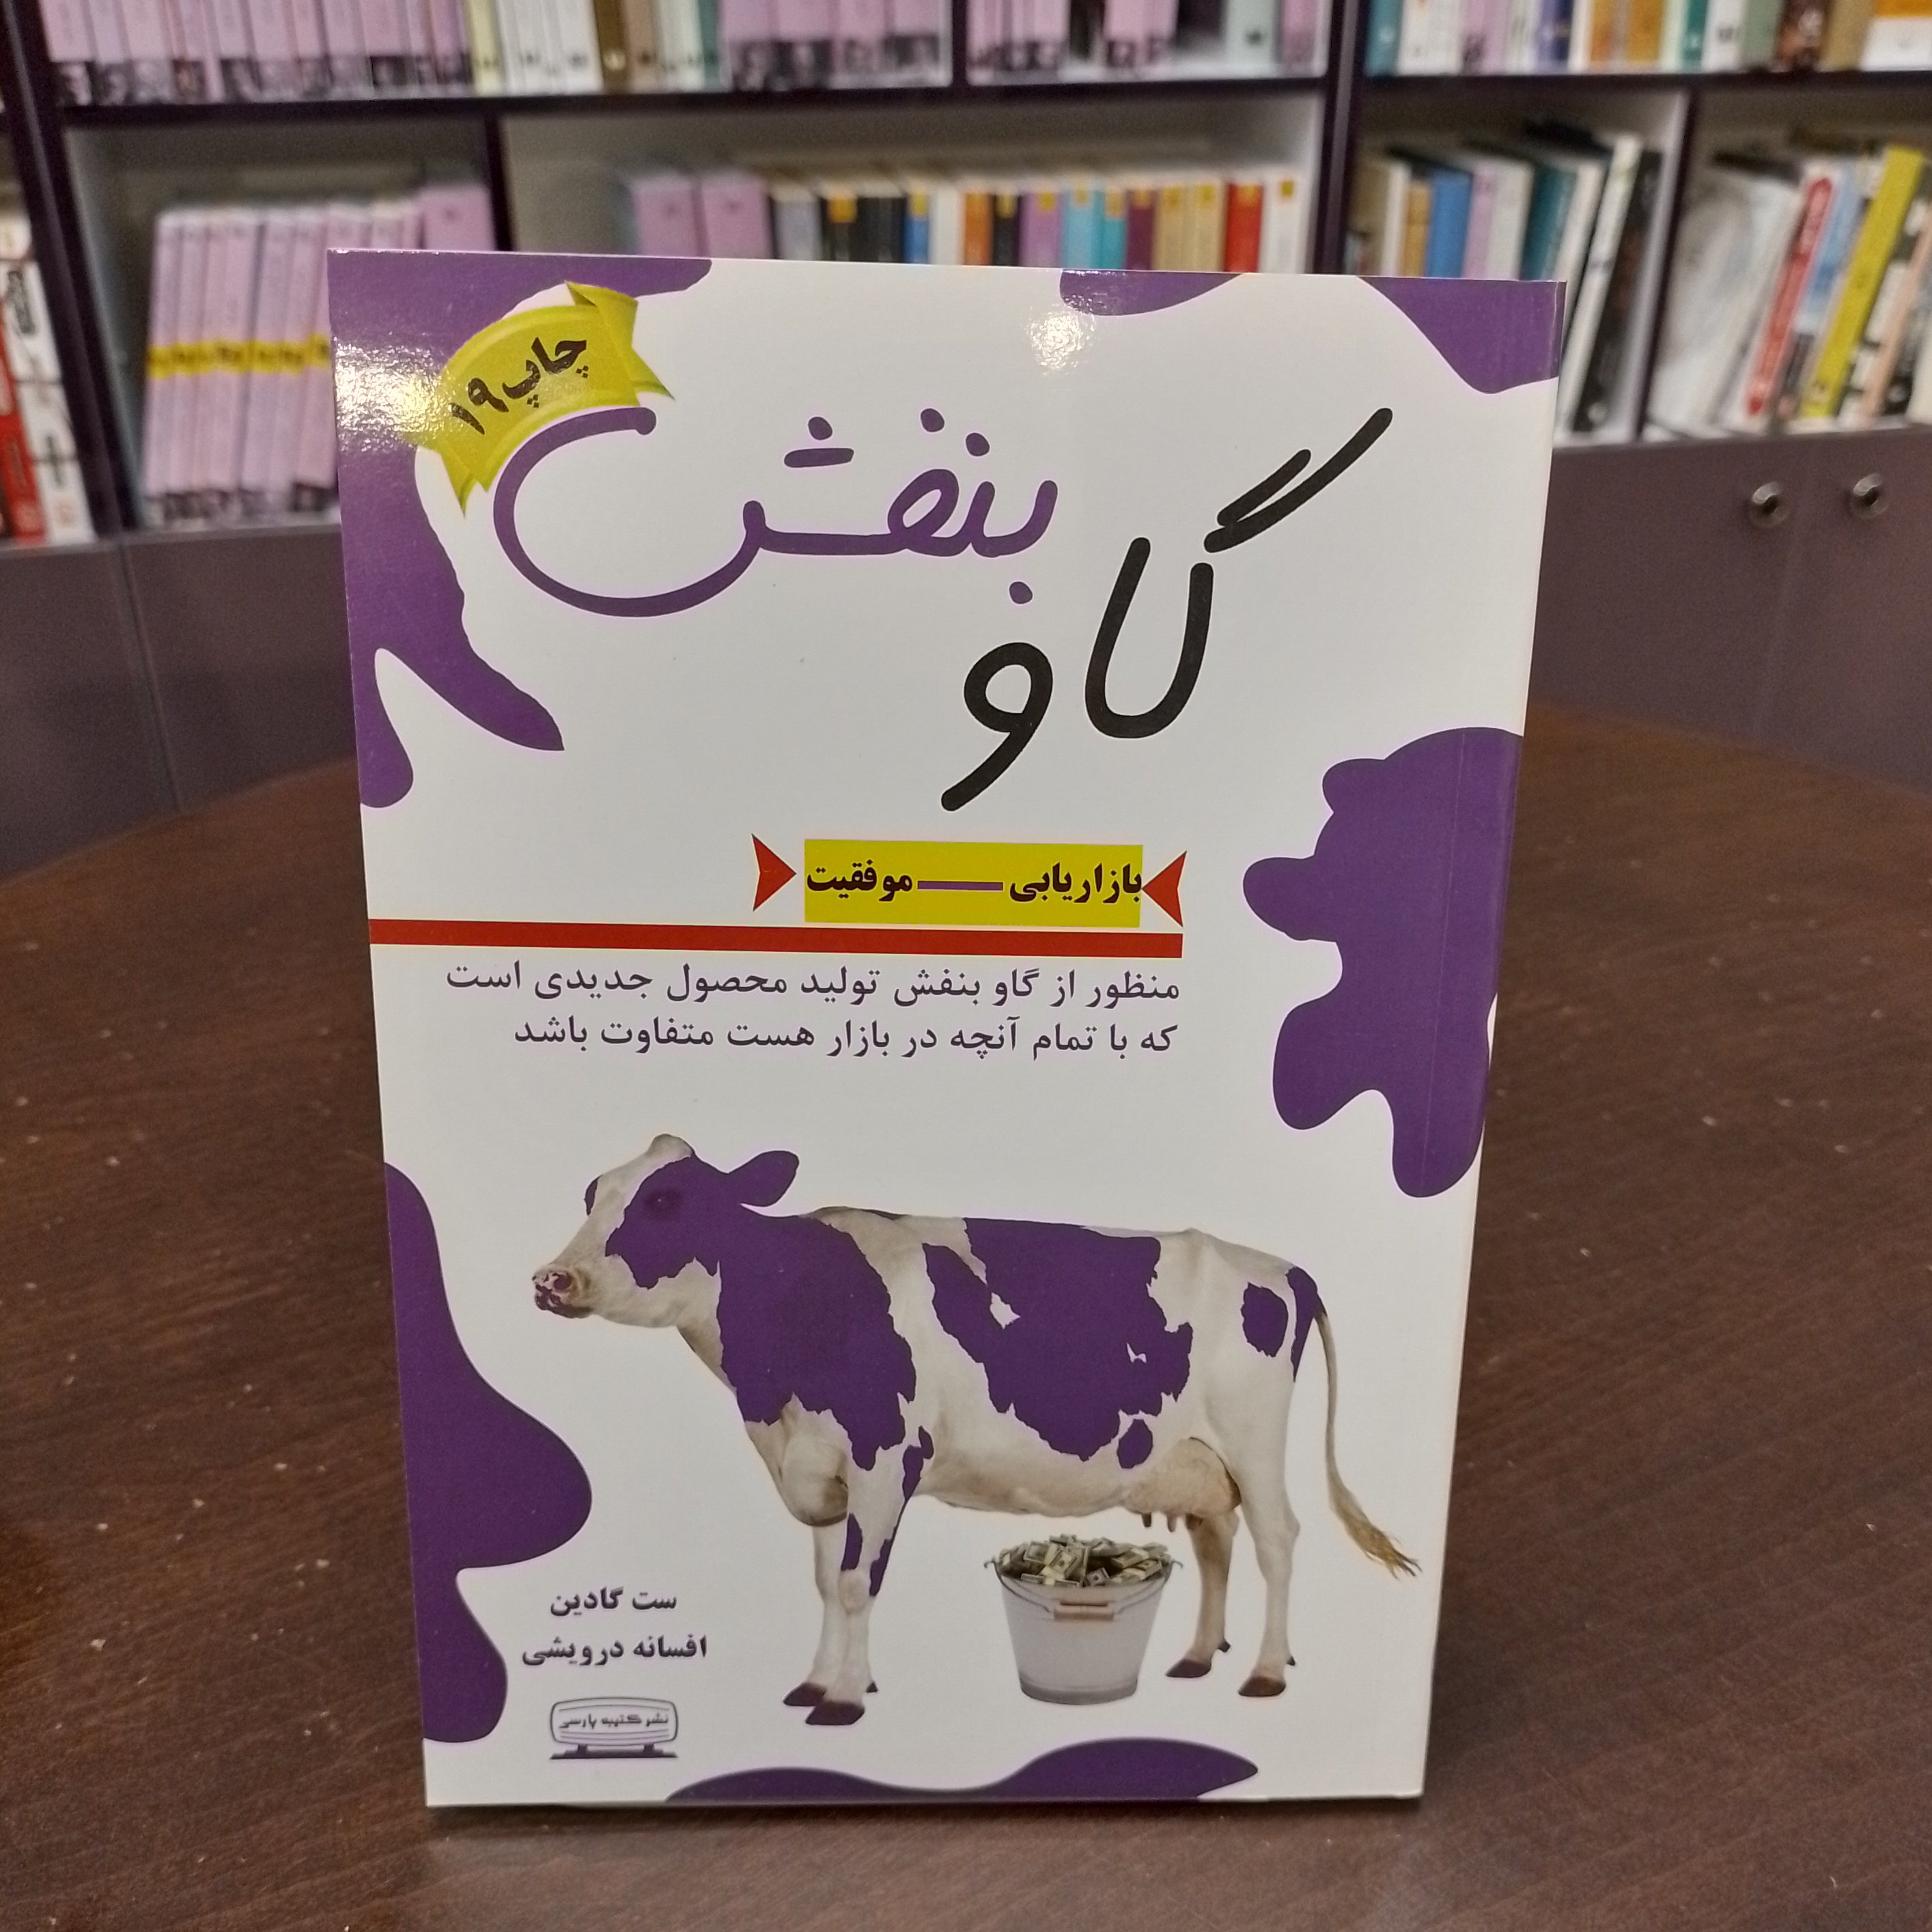 چاپ ۱۹
گاو بنفش
بازاریابی — موفقیت
منظور از گاو بنفش تولید محصول جدیدی است
که با تمام آنچه در بازار هست متفاوت باشد
ست گادین
افسانه درویشی
نشر کتیبه پارسی